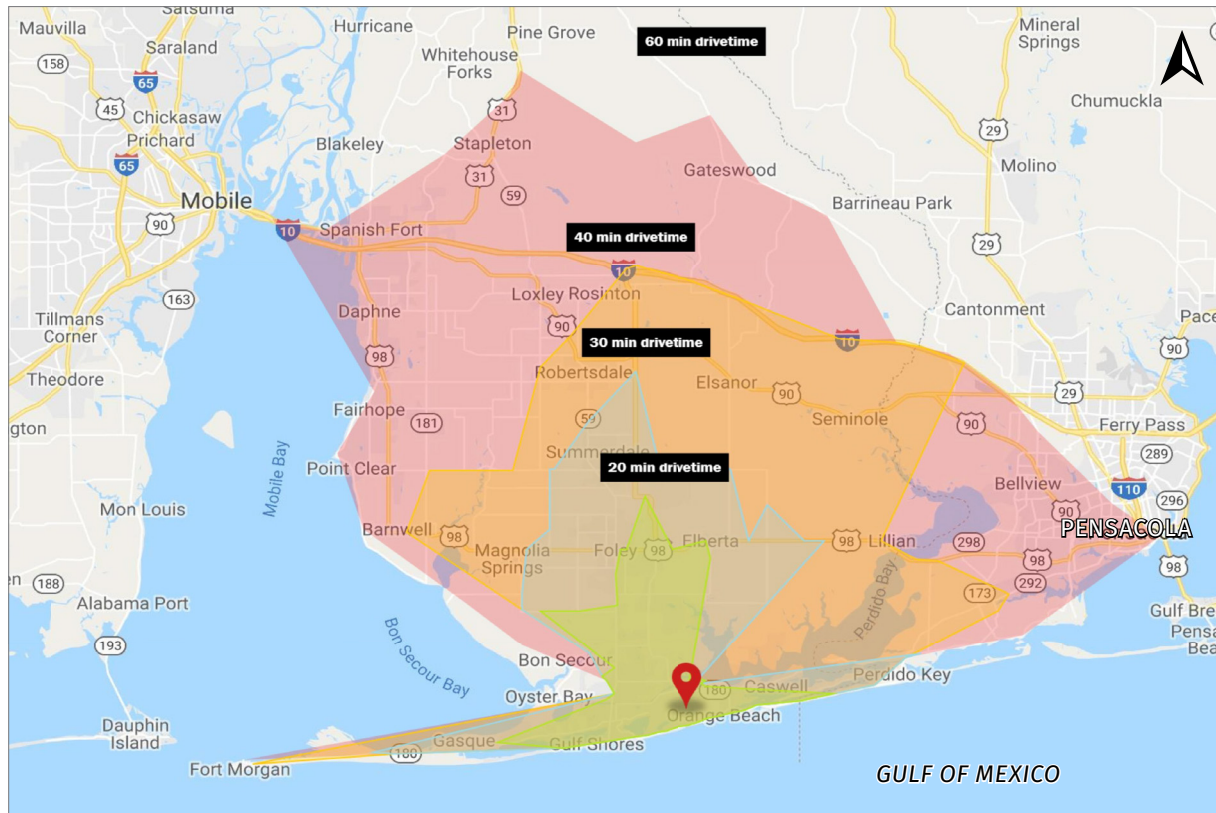 Satsuma
Mauvilla
Hurricane
Pine Grove
60 min drivetime
Mineral
Springs
Saraland
Whitehouse
Forks
158
65
45
31
Chumuckla
Chickasaw
Prichard
29
Blakeley
Stapleton
65
31
Gateswood
Molino
59
Mobile
Barrineau Park
90
10
Spanish Fort
40 min drivetime
29
10
163
Loxley Rosinton
Cantonment
Daphne
Tillmans
Corner
90
30 min drivetime
10
Pace
98
90
Theodore
Robertsdale
Elsanor
90
29
Fairhope
181
59
Seminole
90
Ferry Pass
Summerdale
289
Point Clear
20 min drivetime
Bellview
110
Mobile Bay
90
296
Mon Louis
Barnwell
98
Magnolia
Springs
Foley
98
Elberta
98
Lillian
298
PENSACOLA
98
98
188
292
173
Alabama Port
Perdido Bay
Gulf Bre
193
Bon Secour Bay
Pensa
Bea
Bon Secour
Perdido Key
Oyster Bay
180
Caswell
Orange Beach
Dauphin
Island
Gasque
Gulf Shores
180
Fort Morgan
GULF OF MEXICO